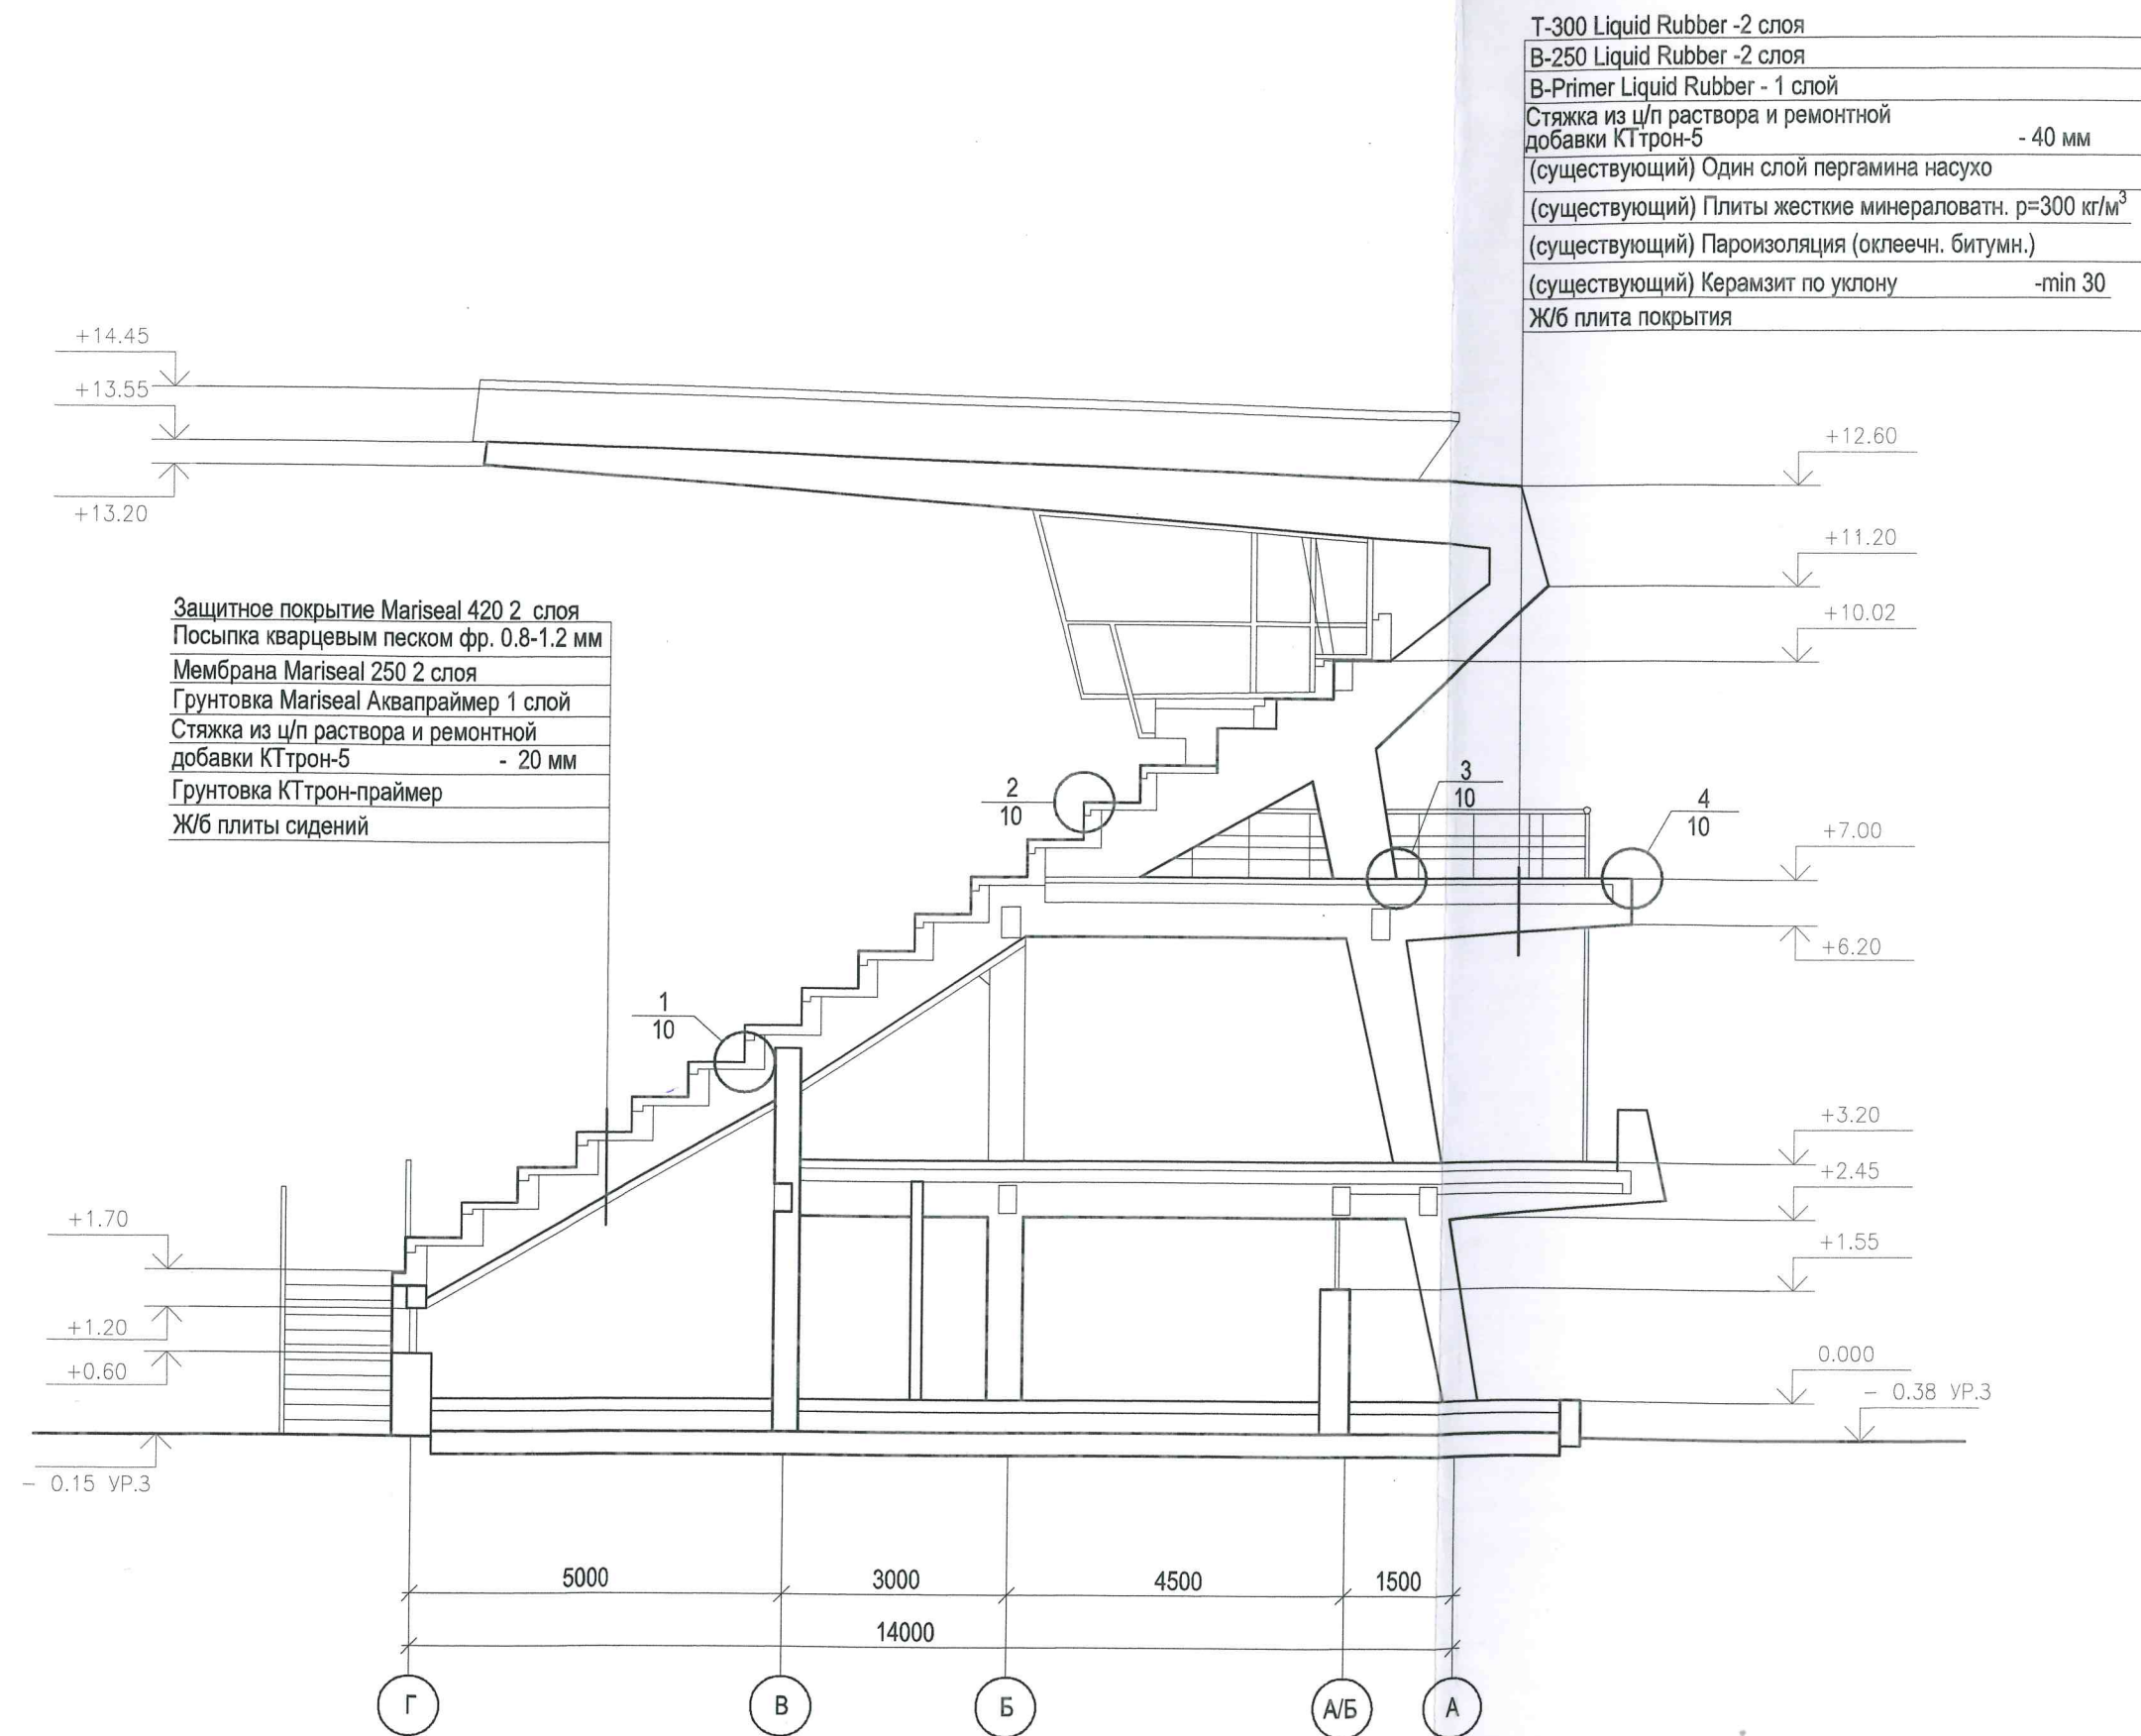 T-300 Liquid Rubber -2 слоя
B-250 Liquid Rubber -2 слоя
B-Primer Liquid Rubber - 1 слой
Стяжка из ц/п раствора и ремонтной
добавки КТтрон-5 - 40 мм
(существующий) Один слой пергамина насухо
(существующий) Плиты жесткие минераловатн. p=300 кг/м³
(существующий) Пароизоляция (оклеечн. битумн.)
(существующий) Керамзит по уклону -min 30
Ж/б плита покрытия
+14.45
+13.55
+13.20
+12.60
+11.20
+10.02
Защитное покрытие Mariseal 420 2 слоя
Посыпка кварцевым песком фр. 0.8-1.2 мм
Мембрана Mariseal 250 2 слоя
Грунтовка Mariseal Аквапраймер 1 слой
Стяжка из ц/п раствора и ремонтной
добавки КТтрон-5 - 20 мм
Грунтовка КТтрон-праймер
Ж/б плиты сидений
2
10
3
10
4
10
+7.00
+6.20
1
10
+3.20
+2.45
+1.55
0.000
- 0.38 УР.З
+1.70
+1.20
+0.60
- 0.15 УР.З
5000
3000
4500
1500
14000
Г
В
Б
А/Б
А